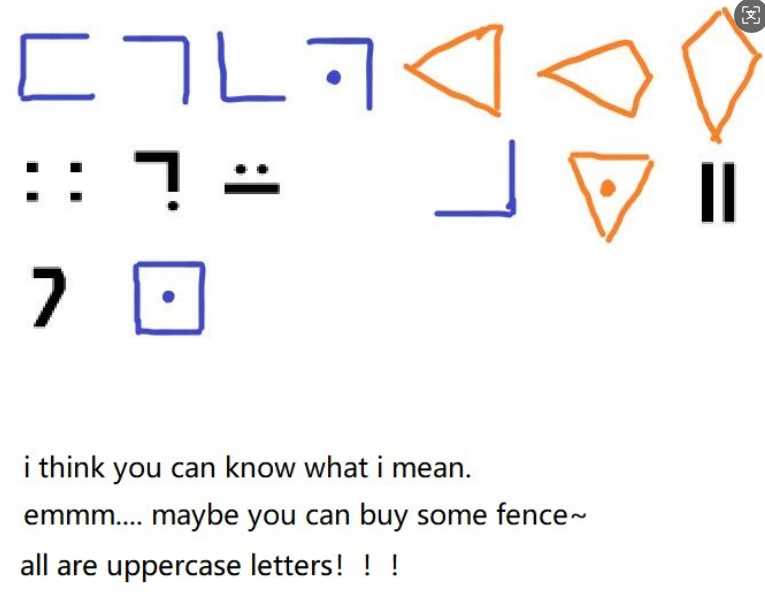 i think you can know what i mean.
emmm.... maybe you can buy some fence~
all are uppercase letters！！！